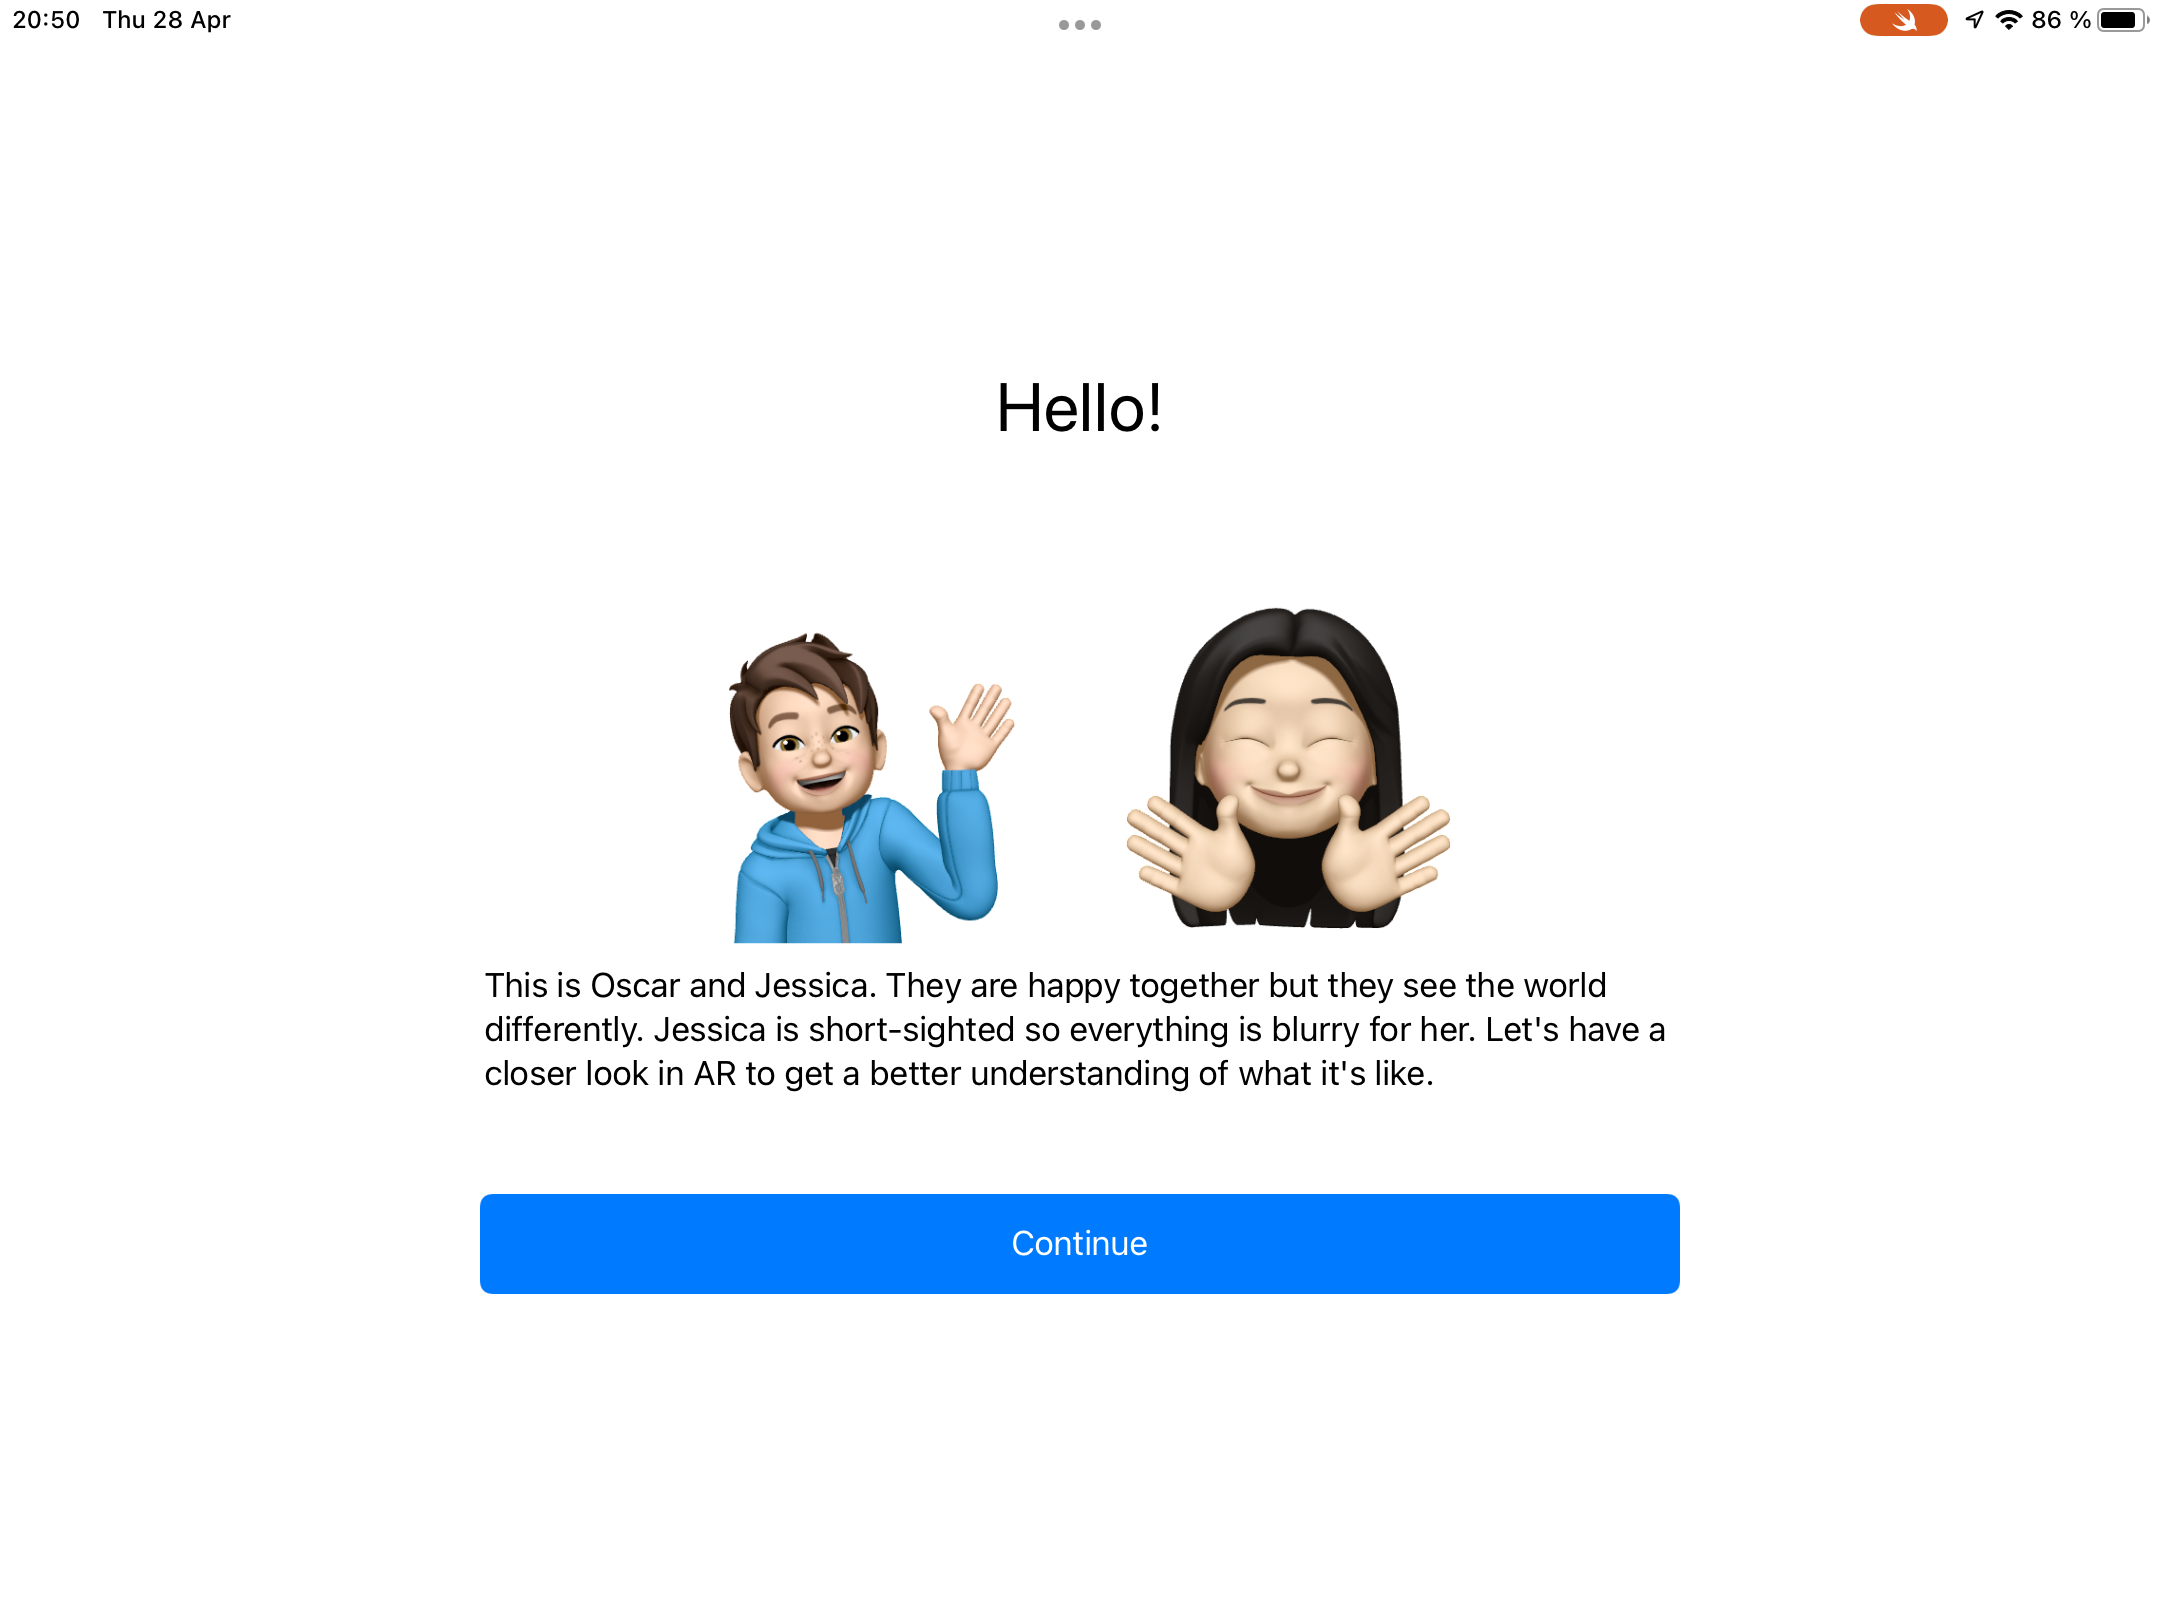 20:50 Thu 28 Apr
86 %
Hello!
This is Oscar and Jessica. They are happy together but they see the world
differently. Jessica is short-sighted so everything is blurry for her. Let's have a
closer look in AR to get a better understanding of what it's like.
Continue